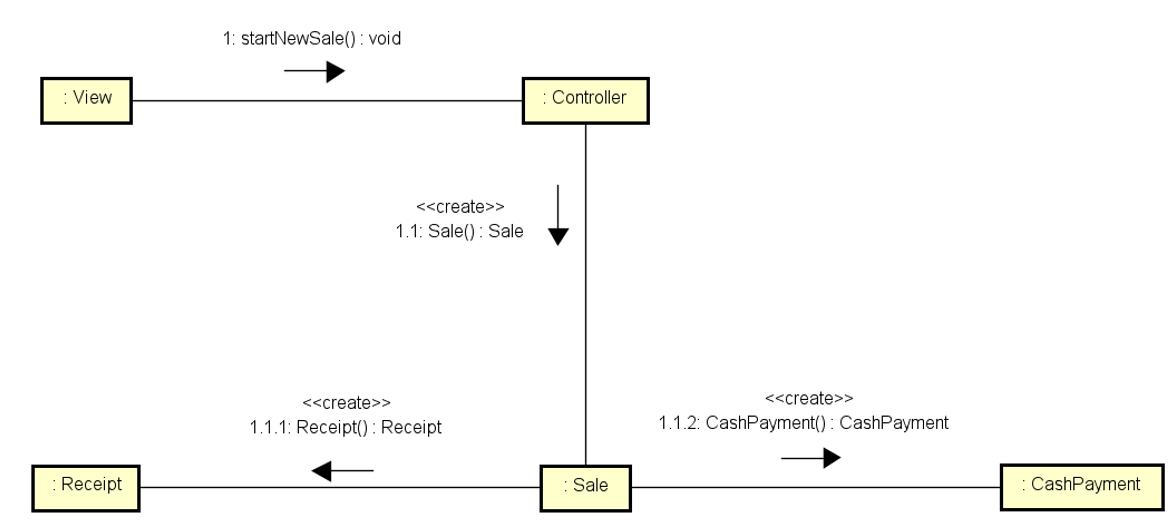 1: startNewSale() : void
: View
: Controller
<<create>>
1.1: Sale() : Sale
<<create>>
1.1.1: Receipt() : Receipt
<<create>>
1.1.2: CashPayment() : CashPayment
: Receipt
: Sale
: CashPayment